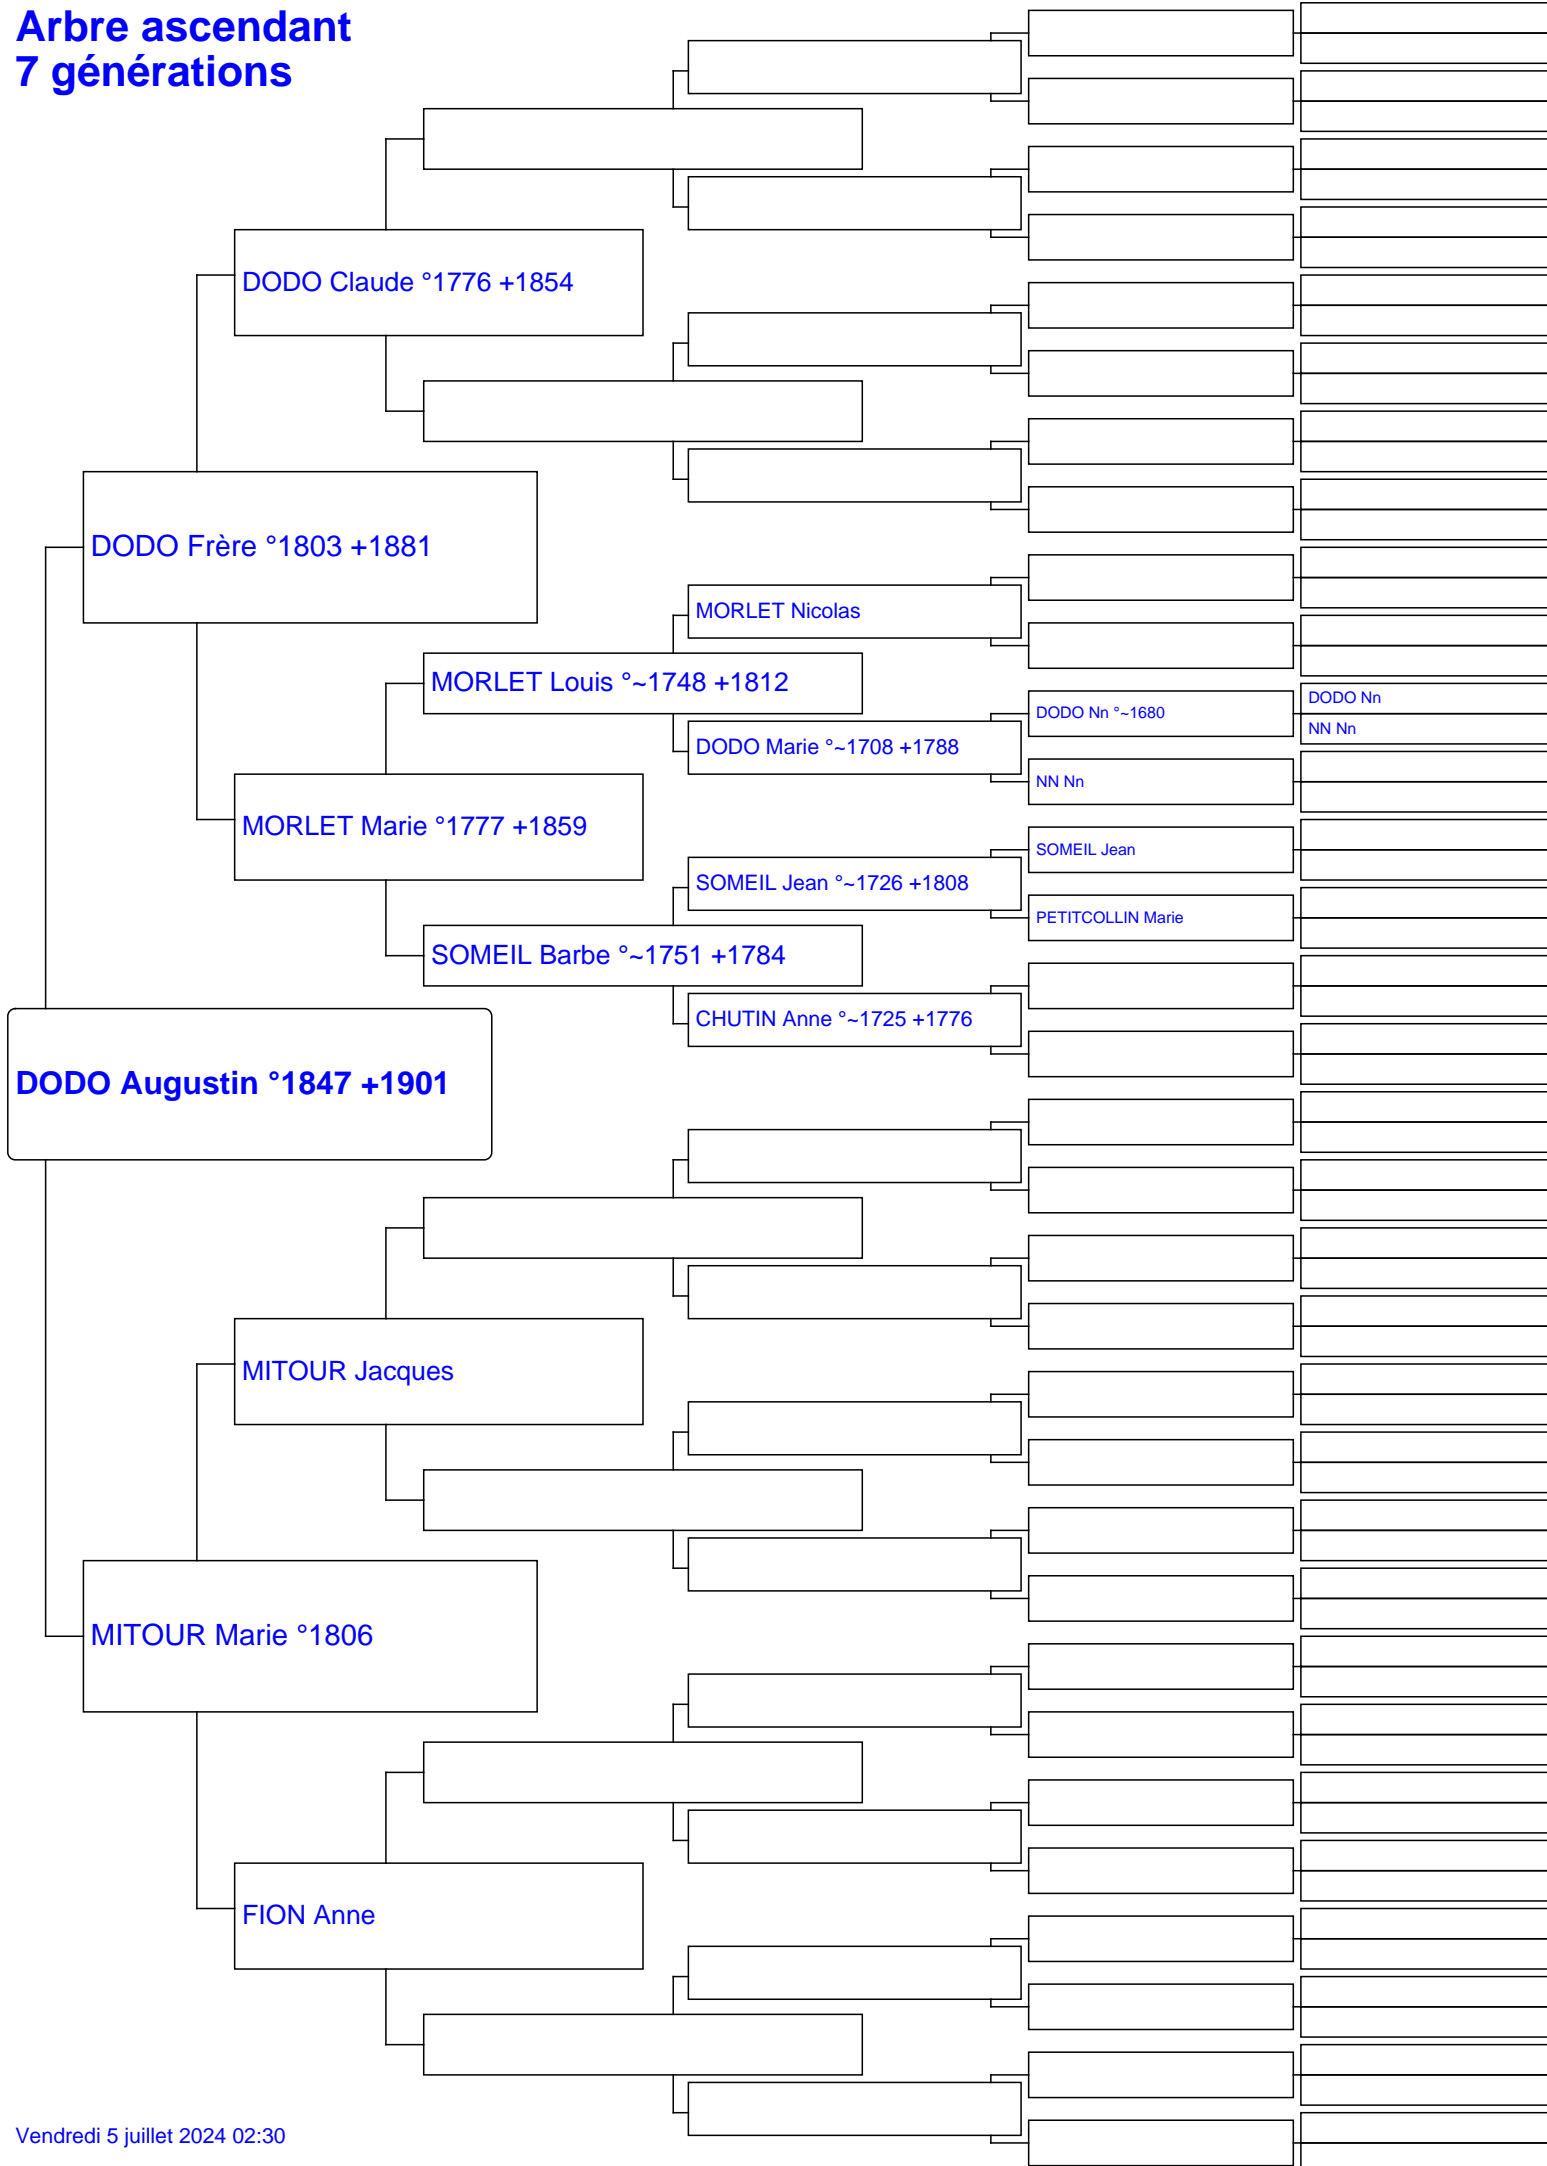 Arbre ascendant
7 générations
DODO Claude °1776 +1854
DODO Frère °1803 +1881
MORLET Nicolas
MORLET Louis °~1748 +1812
DODO Nn °~1680
DODO Nn
NN Nn
DODO Marie °~1708 +1788
NN Nn
MORLET Marie °1777 +1859
SOMEIL Jean
SOMEIL Jean °~1726 +1808
PETITCOLLIN Marie
SOMEIL Barbe °~1751 +1784
CHUTIN Anne °~1725 +1776
DODO Augustin °1847 +1901
MITOUR Jacques
MITOUR Marie °1806
FION Anne
Vendredi 5 juillet 2024 02:30